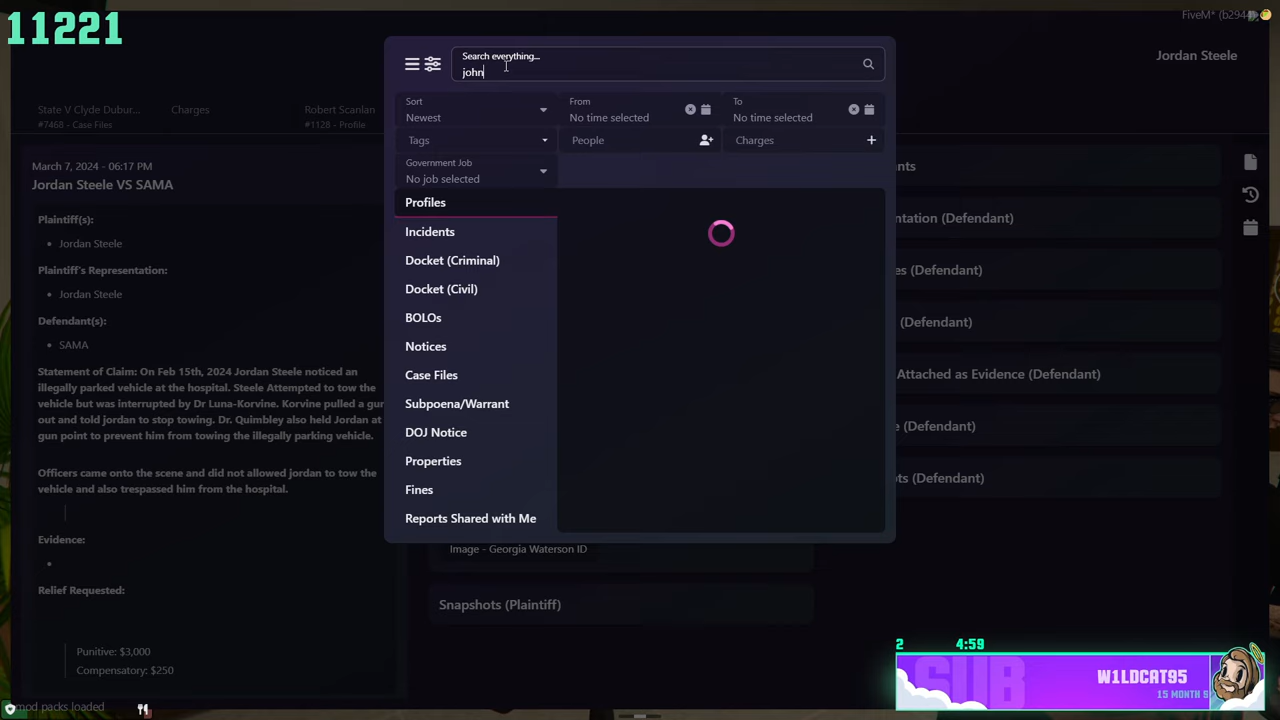 11221
FiveM* (b2944
Jordan Steele
Search everything...
john
Sort
Newest
From
No time selected
To
No time selected
Tags
People
Charges
Government Job
No job selected
State V Clyde Dubur...
#7468 - Case Files
Charges
Robert Scanlan
#1128 - Profile
March 7, 2024 - 06:17 PM
Jordan Steele VS SAMA
Plaintiff(s):
Jordan Steele
Plaintiff's Representation:
Jordan Steele
Defendant(s):
SAMA
Statement of Claim: On Feb 15th, 2024 Jordan Steele noticed an
illegally parked vehicle at the hospital. Steele Attempted to tow the
vehicle but was interrupted by Dr Luna-Korvine. Korvine pulled a gun
out and told jordan to stop towing. Dr. Quimbley also held Jordan at
gun point to prevent him from towing the illegally parking vehicle.
Officers came onto the scene and did not allowed jordan to tow the
vehicle and also trespassed him from the hospital.
Evidence:
Relief Requested:
Punitive: $3,000
Compensatory: $250
Profiles
Incidents
Docket (Criminal)
Docket (Civil)
BOLOs
Notices
Case Files
Subpoena/Warrant
DOJ Notice
Properties
Fines
Reports Shared with Me
Image - Georgia Waterson ID
Snapshots (Plaintiff)
ants
ntation (Defendant)
es (Defendant)
(Defendant)
Attached as Evidence (Defendant)
e (Defendant)
ots (Defendant)
mod packs loaded
2
4:59
SUB
W1LDCAT95
15 MONTH S